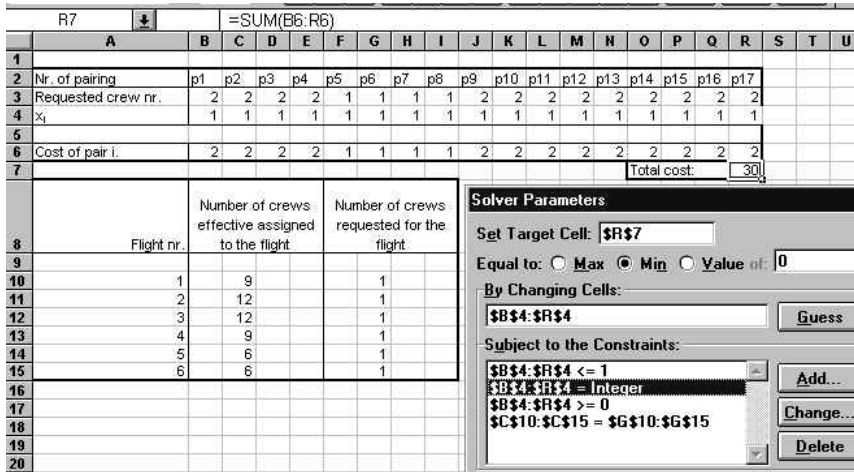 R7 =SUM(B6:R6)
A B C D E F G H I J K L M N O P Q R S T U
1
2 Nr. of pairing p1 p2 p3 p4 p5 p6 p7 p8 p9 p10 p11 p12 p13 p14 p15 p16 p17
3 Requested crew nr. 2 2 2 2 1 1 1 1 2 2 2 2 2 2 2 2 2
4 xi 1 1 1 1 1 1 1 1 1 1 1 1 1 1 1 1 1
5
6 Cost of pair i. 2 2 2 2 1 1 1 1 2 2 2 2 2 2 2 2 2
7 Total cost: 30
Number of crews Number of crews
effective assigned requested for the
8 Flight nr. to the flight flight
9
10 1 9 1
11 2 12 1
12 3 12 1
13 4 9 1
14 5 6 1
15 6 6 1
16
17
18
19
20
Solver Parameters
Set Target Cell: $R$7
Equal to: Max Min Value of: 0
By Changing Cells:
$B$4:$R$4 Guess
Subject to the Constraints:
$B$4:$R$4 <= 1
$B$4:$R$4 = Integer
$B$4:$R$4 >= 0
$C$10:$C$15 = $G$10:$G$15
Add...
Change...
Delete